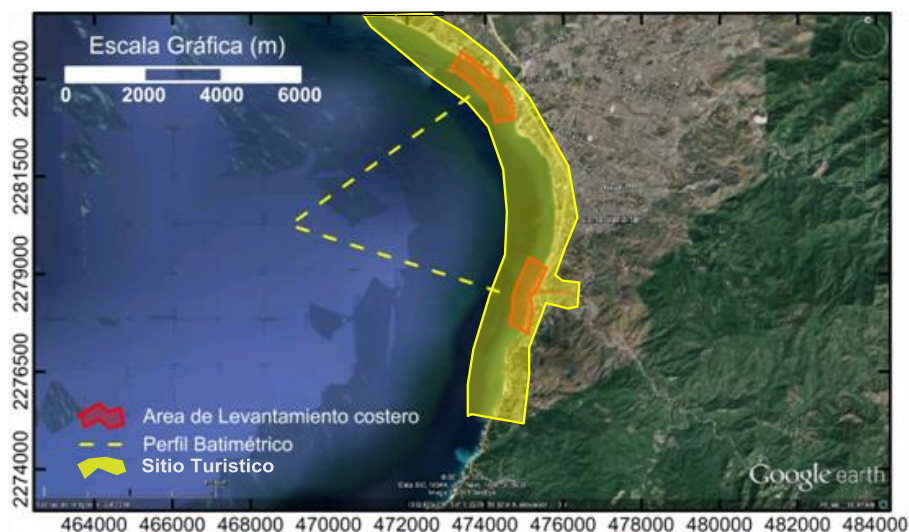 Escala Gráfica (m)
0 2000 4000 6000
2284000
2281500
2279000
2276500
2274000
Area de Levantamiento costero
Perfil Batimétrico
Sitio Turistico
Google earth
464000 466000 468000 470000 472000 474000 476000 478000 480000 482000 484000